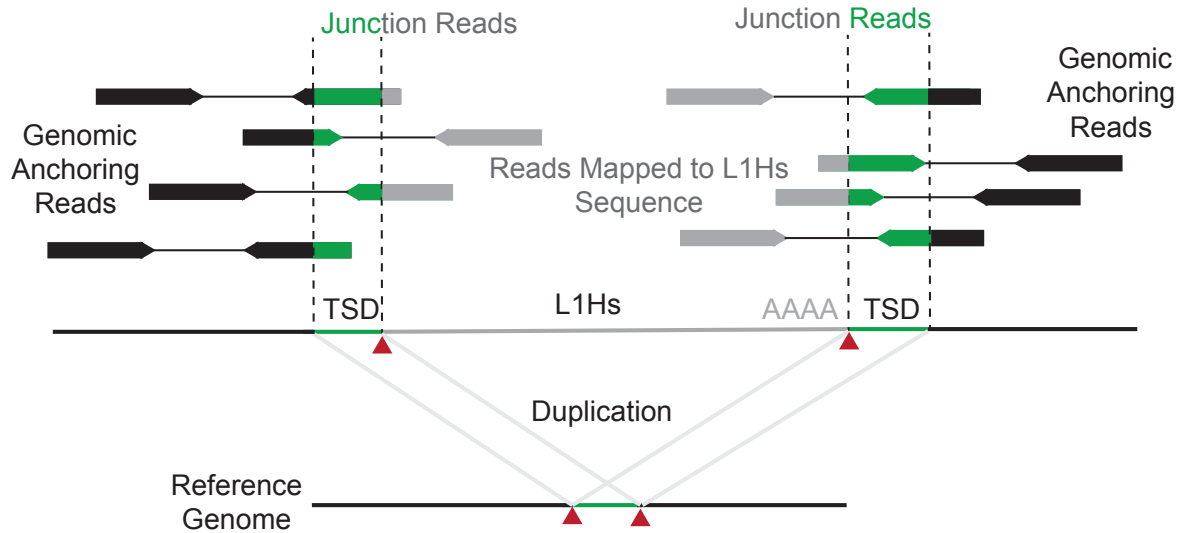 Junction Reads
Junction Reads
Genomic
Anchoring
Reads
Genomic
Anchoring
Reads
Reads Mapped to L1Hs
Sequence
TSD
L1Hs
AAAA
TSD
Duplication
Reference
Genome